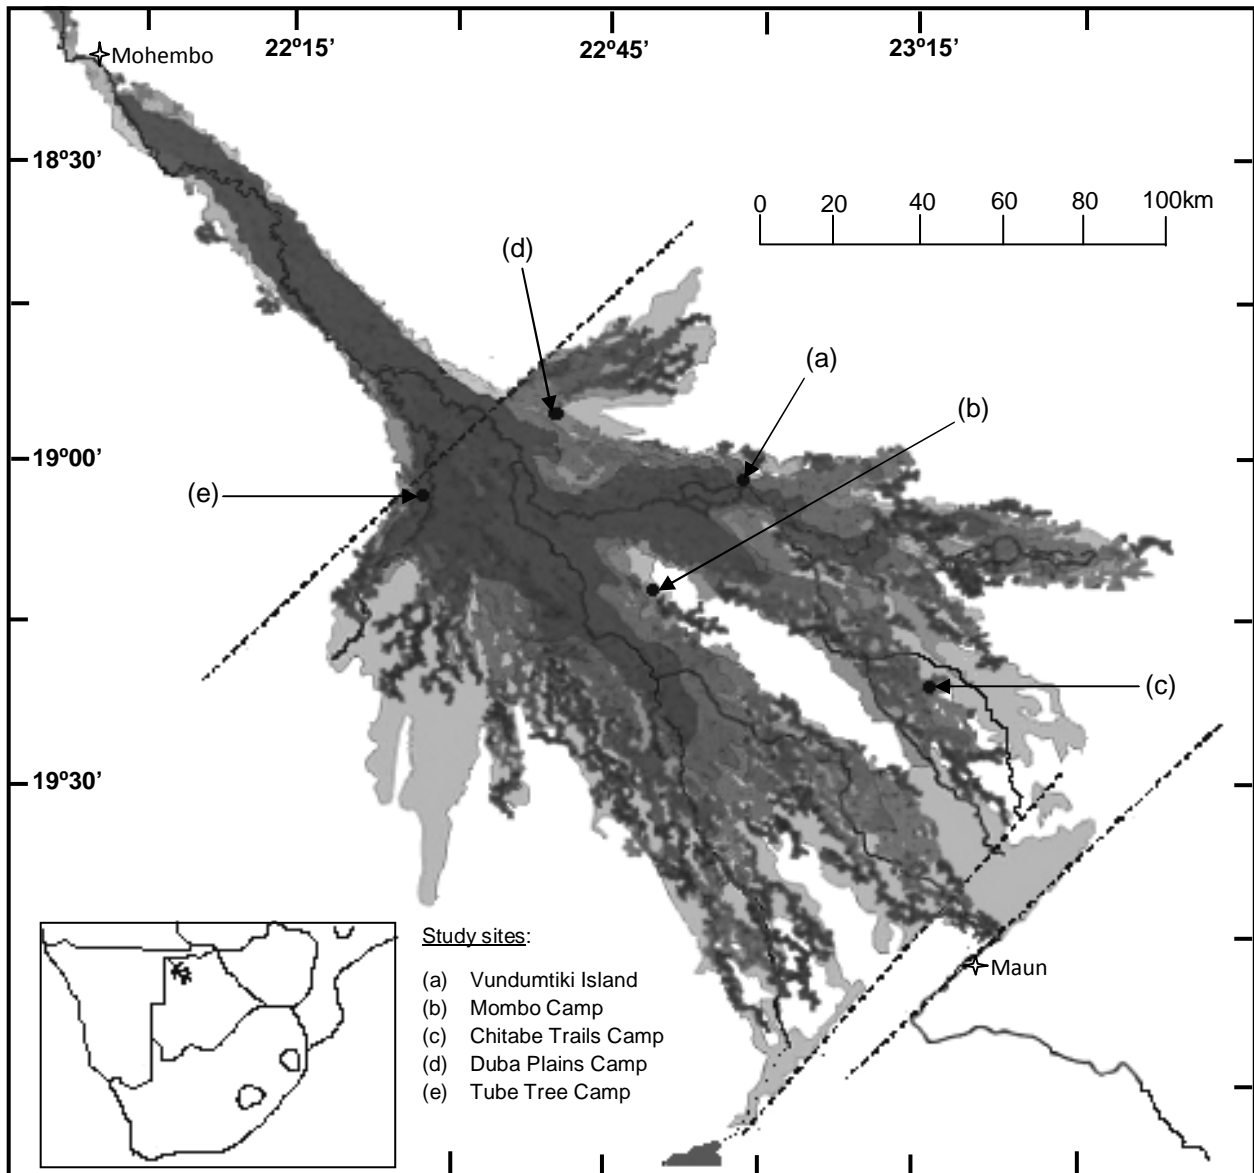 22º15’ 22º45’ 23º15’
Mohembo
18º30’
0 20 40 60 80 100km
(d)
(a)
(b)
19º00’
(e)
(c)
19º30’
Study sites:
(a) Vundumtiki Island
(b) Mombo Camp
(c) Chitabe Trails Camp
(d) Duba Plains Camp
(e) Tube Tree Camp
Maun